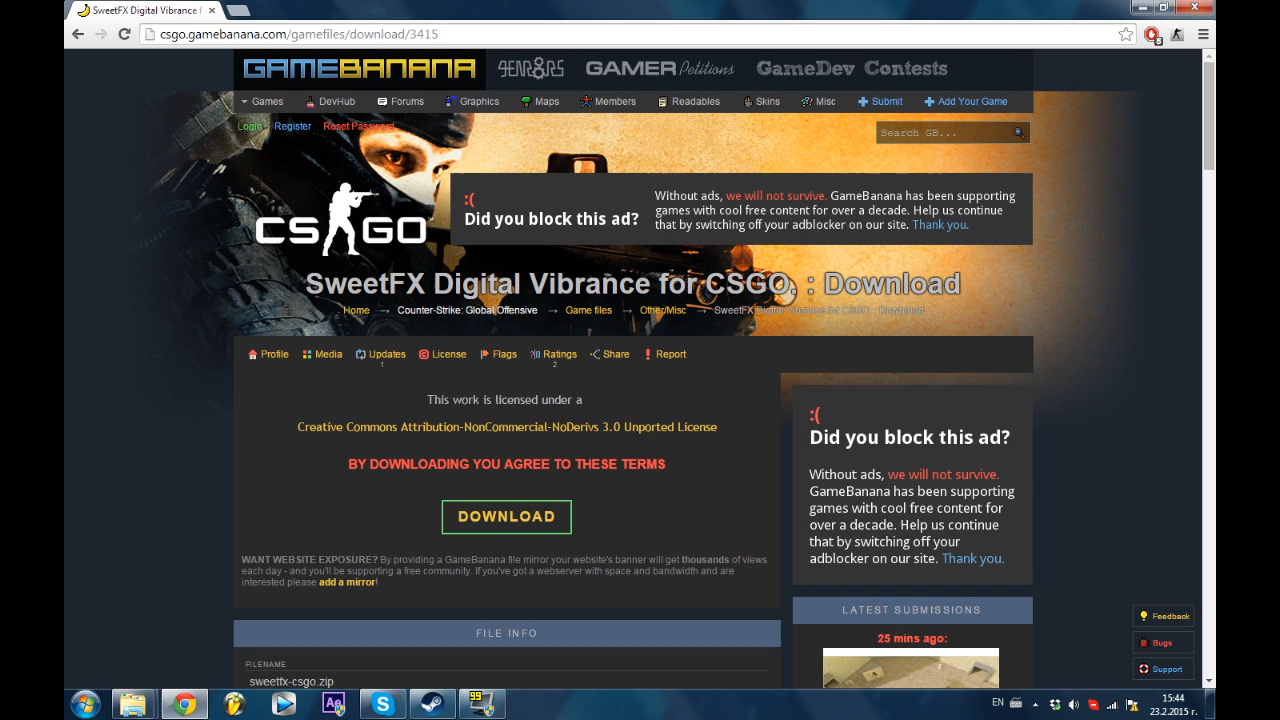 SweetFX Digital Vibrance f
csgo.gamebanana.com/gamefiles/download/3415
GAMEBANANA
GAMER Petitions
GameDev Contests
Games DevHub Forums Graphics Maps Members Readables Skins Misc Submit Add Your Game
Login Register Reset Password
Search GB...
CS GO
:(
Did you block this ad?
Without ads, we will not survive. GameBanana has been supporting
games with cool free content for over a decade. Help us continue
that by switching off your adblocker on our site. Thank you.
SweetFX Digital Vibrance for CSGO. : Download
Home → Counter-Strike: Global Offensive → Game files → Other/Misc → SweetFX Digital Vibrance for CSGO. : Download
Profile Media Updates License Flags Ratings Share Report
1 2
This work is licensed under a
Creative Commons Attribution-NonCommercial-NoDerivs 3.0 Unported License
BY DOWNLOADING YOU AGREE TO THESE TERMS
DOWNLOAD
WANT WEBSITE EXPOSURE? By providing a GameBanana file mirror your website's banner will get thousands of views
each day - and you'll be supporting a free community. If you've got a webserver with space and bandwidth and are
interested please add a mirror!
FILE INFO
FILENAME
sweetfx-csgo.zip
:(
Did you block this ad?
Without ads, we will not survive.
GameBanana has been supporting
games with cool free content for
over a decade. Help us continue
that by switching off your
adblocker on our site. Thank you.
LATEST SUBMISSIONS
25 mins ago:
Feedback
Bugs
Support
Ae
99
EN
15:44
23.2.2015 г.